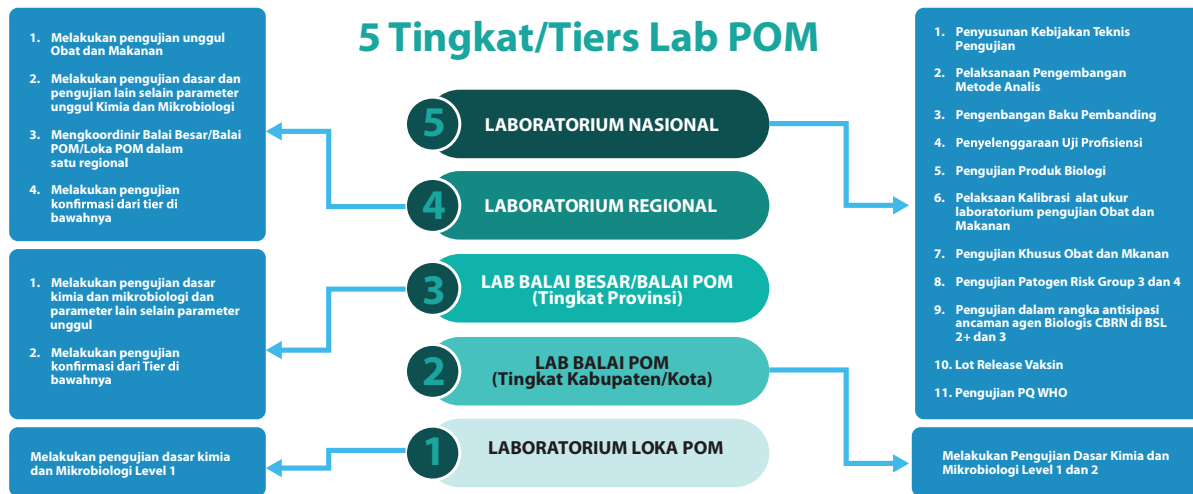 5 Tingkat/Tiers Lab POM
1. Melakukan pengujian unggul
Obat dan Makanan
2. Melakukan pengujian dasar dan
pengujian lain selain parameter
unggul Kimia dan Mikrobiologi
3. Mengkoordinir Balai Besar/Balai
POM/Loka POM dalam
satu regional
4. Melakukan pengujian
konfirmasi dari tier di
bawahnya
1. Melakukan pengujian dasar
kimia dan mikrobiologi dan
parameter lain selain parameter
unggul
2. Melakukan pengujian
konfirmasi dari Tier di
bawahnya
Melakukan pengujian dasar kimia
dan Mikrobiologi Level 1
5 LABORATORIUM NASIONAL
4 LABORATORIUM REGIONAL
3 LAB BALAI BESAR/BALAI POM
(Tingkat Provinsi)
2 LAB BALAI POM
(Tingkat Kabupaten/Kota)
1 LABORATORIUM LOKA POM
1. Penyusunan Kebijakan Teknis
Pengujian
2. Pelaksanaan Pengembangan
Metode Analis
3. Pengenbangan Baku Pembanding
4. Penyelenggaraan Uji Profisiensi
5. Pengujian Produk Biologi
6. Pelaksaan Kalibrasi alat ukur
laboratorium pengujian Obat dan
Makanan
7. Pengujian Khusus Obat dan Mkanan
8. Pengujian Patogen Risk Group 3 dan 4
9. Pengujian dalam rangka antisipasi
ancaman agen Biologis CBRN di BSL
2+ dan 3
10. Lot Release Vaksin
11. Pengujian PQ WHO
Melakukan Pengujian Dasar Kimia dan
Mikrobiologi Level 1 dan 2